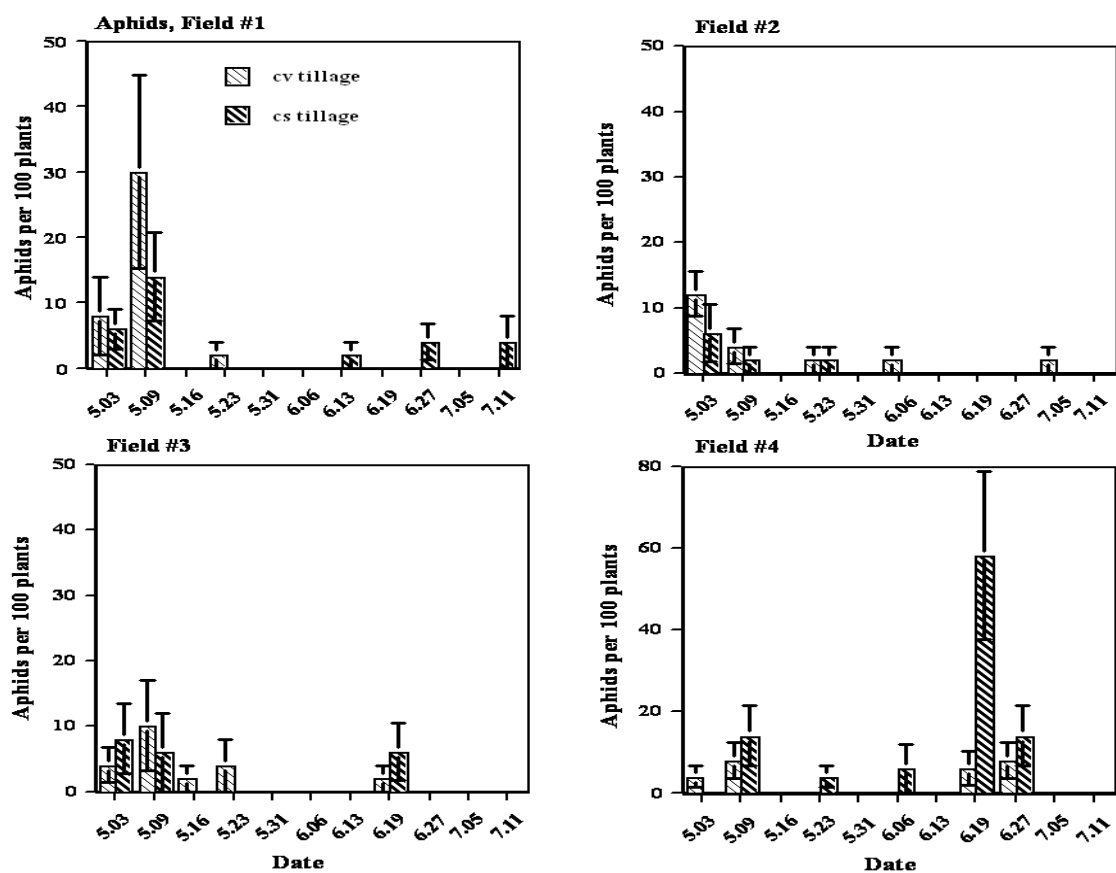 Aphids, Field #1
50
40
30
20
10
0
Aphids per 100 plants
cv tillage
cs tillage
5.03 5.09 5.16 5.23 5.31 6.06 6.13 6.19 6.27 7.05 7.11
Field #2
50
40
30
20
10
0
Aphids per 100 plants
5.03 5.09 5.16 5.23 5.31 6.06 6.13 6.19 6.27 7.05 7.11
Date
Field #3
50
40
30
20
10
0
Aphids per 100 plants
5.03 5.09 5.16 5.23 5.31 6.06 6.13 6.19 6.27 7.05 7.11
Date
Field #4
80
60
40
20
0
Aphids per 100 plants
5.03 5.09 5.16 5.23 5.31 6.06 6.13 6.19 6.27 7.05 7.11
Date